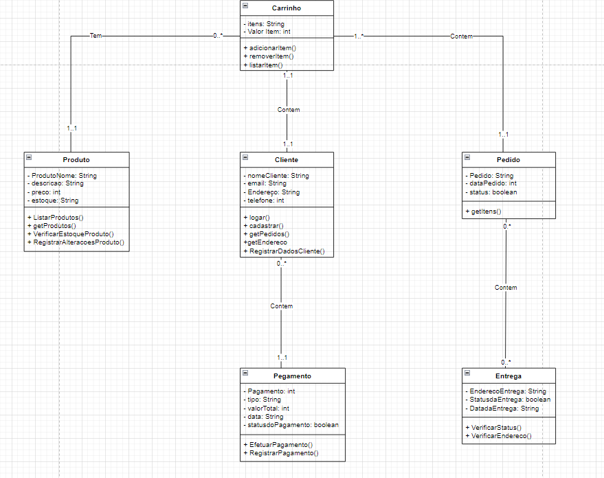 Carrinho
- itens: String
- Valor Item: int
+ adicionarItem()
+ removerItem()
+ listarItem()
Tem
0..*
1..*
Contem
1..1
Contem
1..1
1..1
1..1
Produto
- ProdutoNome: String
- descricao: String
- preco: int
- estoque: String
+ ListarProdutos()
+ getProdutos()
+ VerificarEstoqueProduto()
+ RegistrarAlteracoesProduto()
Cliente
- nomeCliente: String
- email: String
- Endereço: String
- telefone: int
+ logar()
+ cadastrar()
+ getPedidos()
+getEndereco
+ RegistrarDadosCliente()
Pedido
- Pedido: String
- dataPedido: int
- status: boolean
+ getItens()
0..*
0..*
Contem
Contem
1..1
0..*
Pegamento
- Pagamento: int
- tipo: String
- valorTotal: int
- data: String
- statusdoPagamento: boolean
+ EfetuarPagamento()
+ RegistrarPagamento()
Entrega
- EnderecoEntrega: String
- StatusdaEntrega: boolean
- DatadaEntrega: String
+ VerificarStatus()
+ VerificarEndereco()